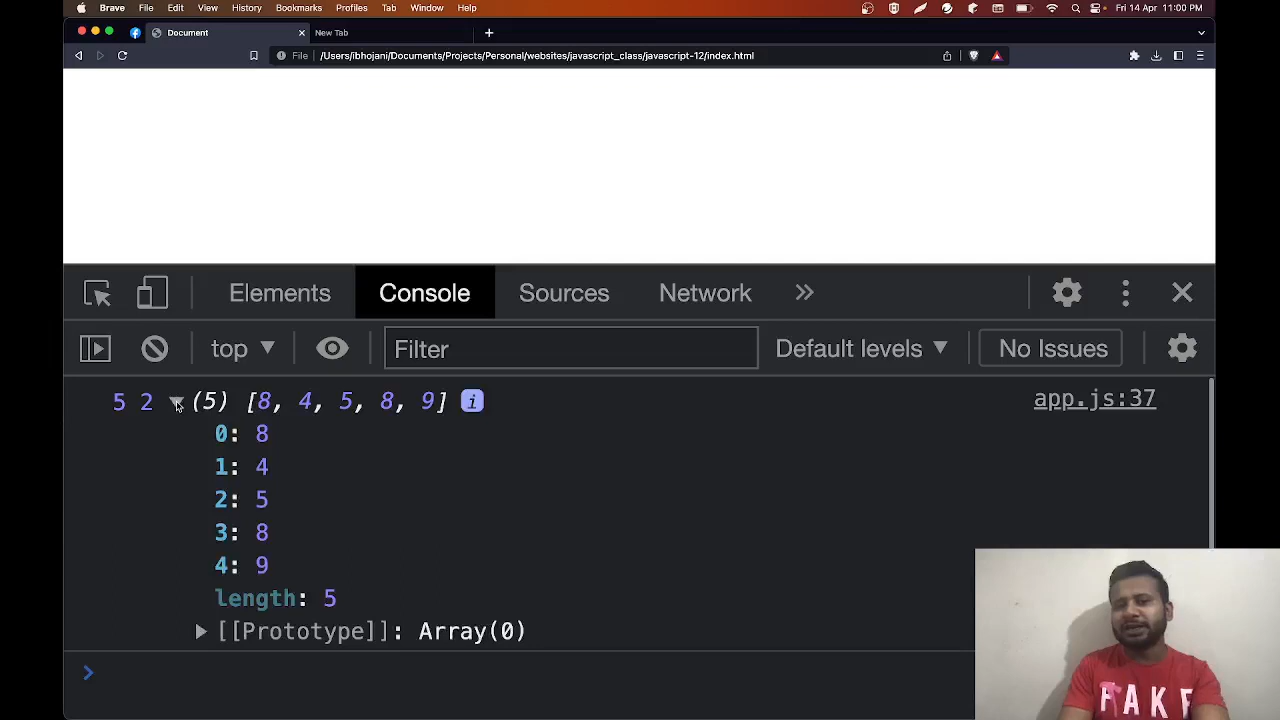 Brave File Edit View History Bookmarks Profiles Tab Window Help Fri 14 Apr 11:00 PM
Document New Tab
File /Users/ibhojani/Documents/Projects/Personal/websites/javascript_class/javascript-12/index.html
Elements Console Sources Network
top Filter Default levels No Issues
5 2 (5) [8, 4, 5, 8, 9] i app.js:37
0: 8
1: 4
2: 5
3: 8
4: 9
length: 5
[[Prototype]]: Array(0)
FAKE